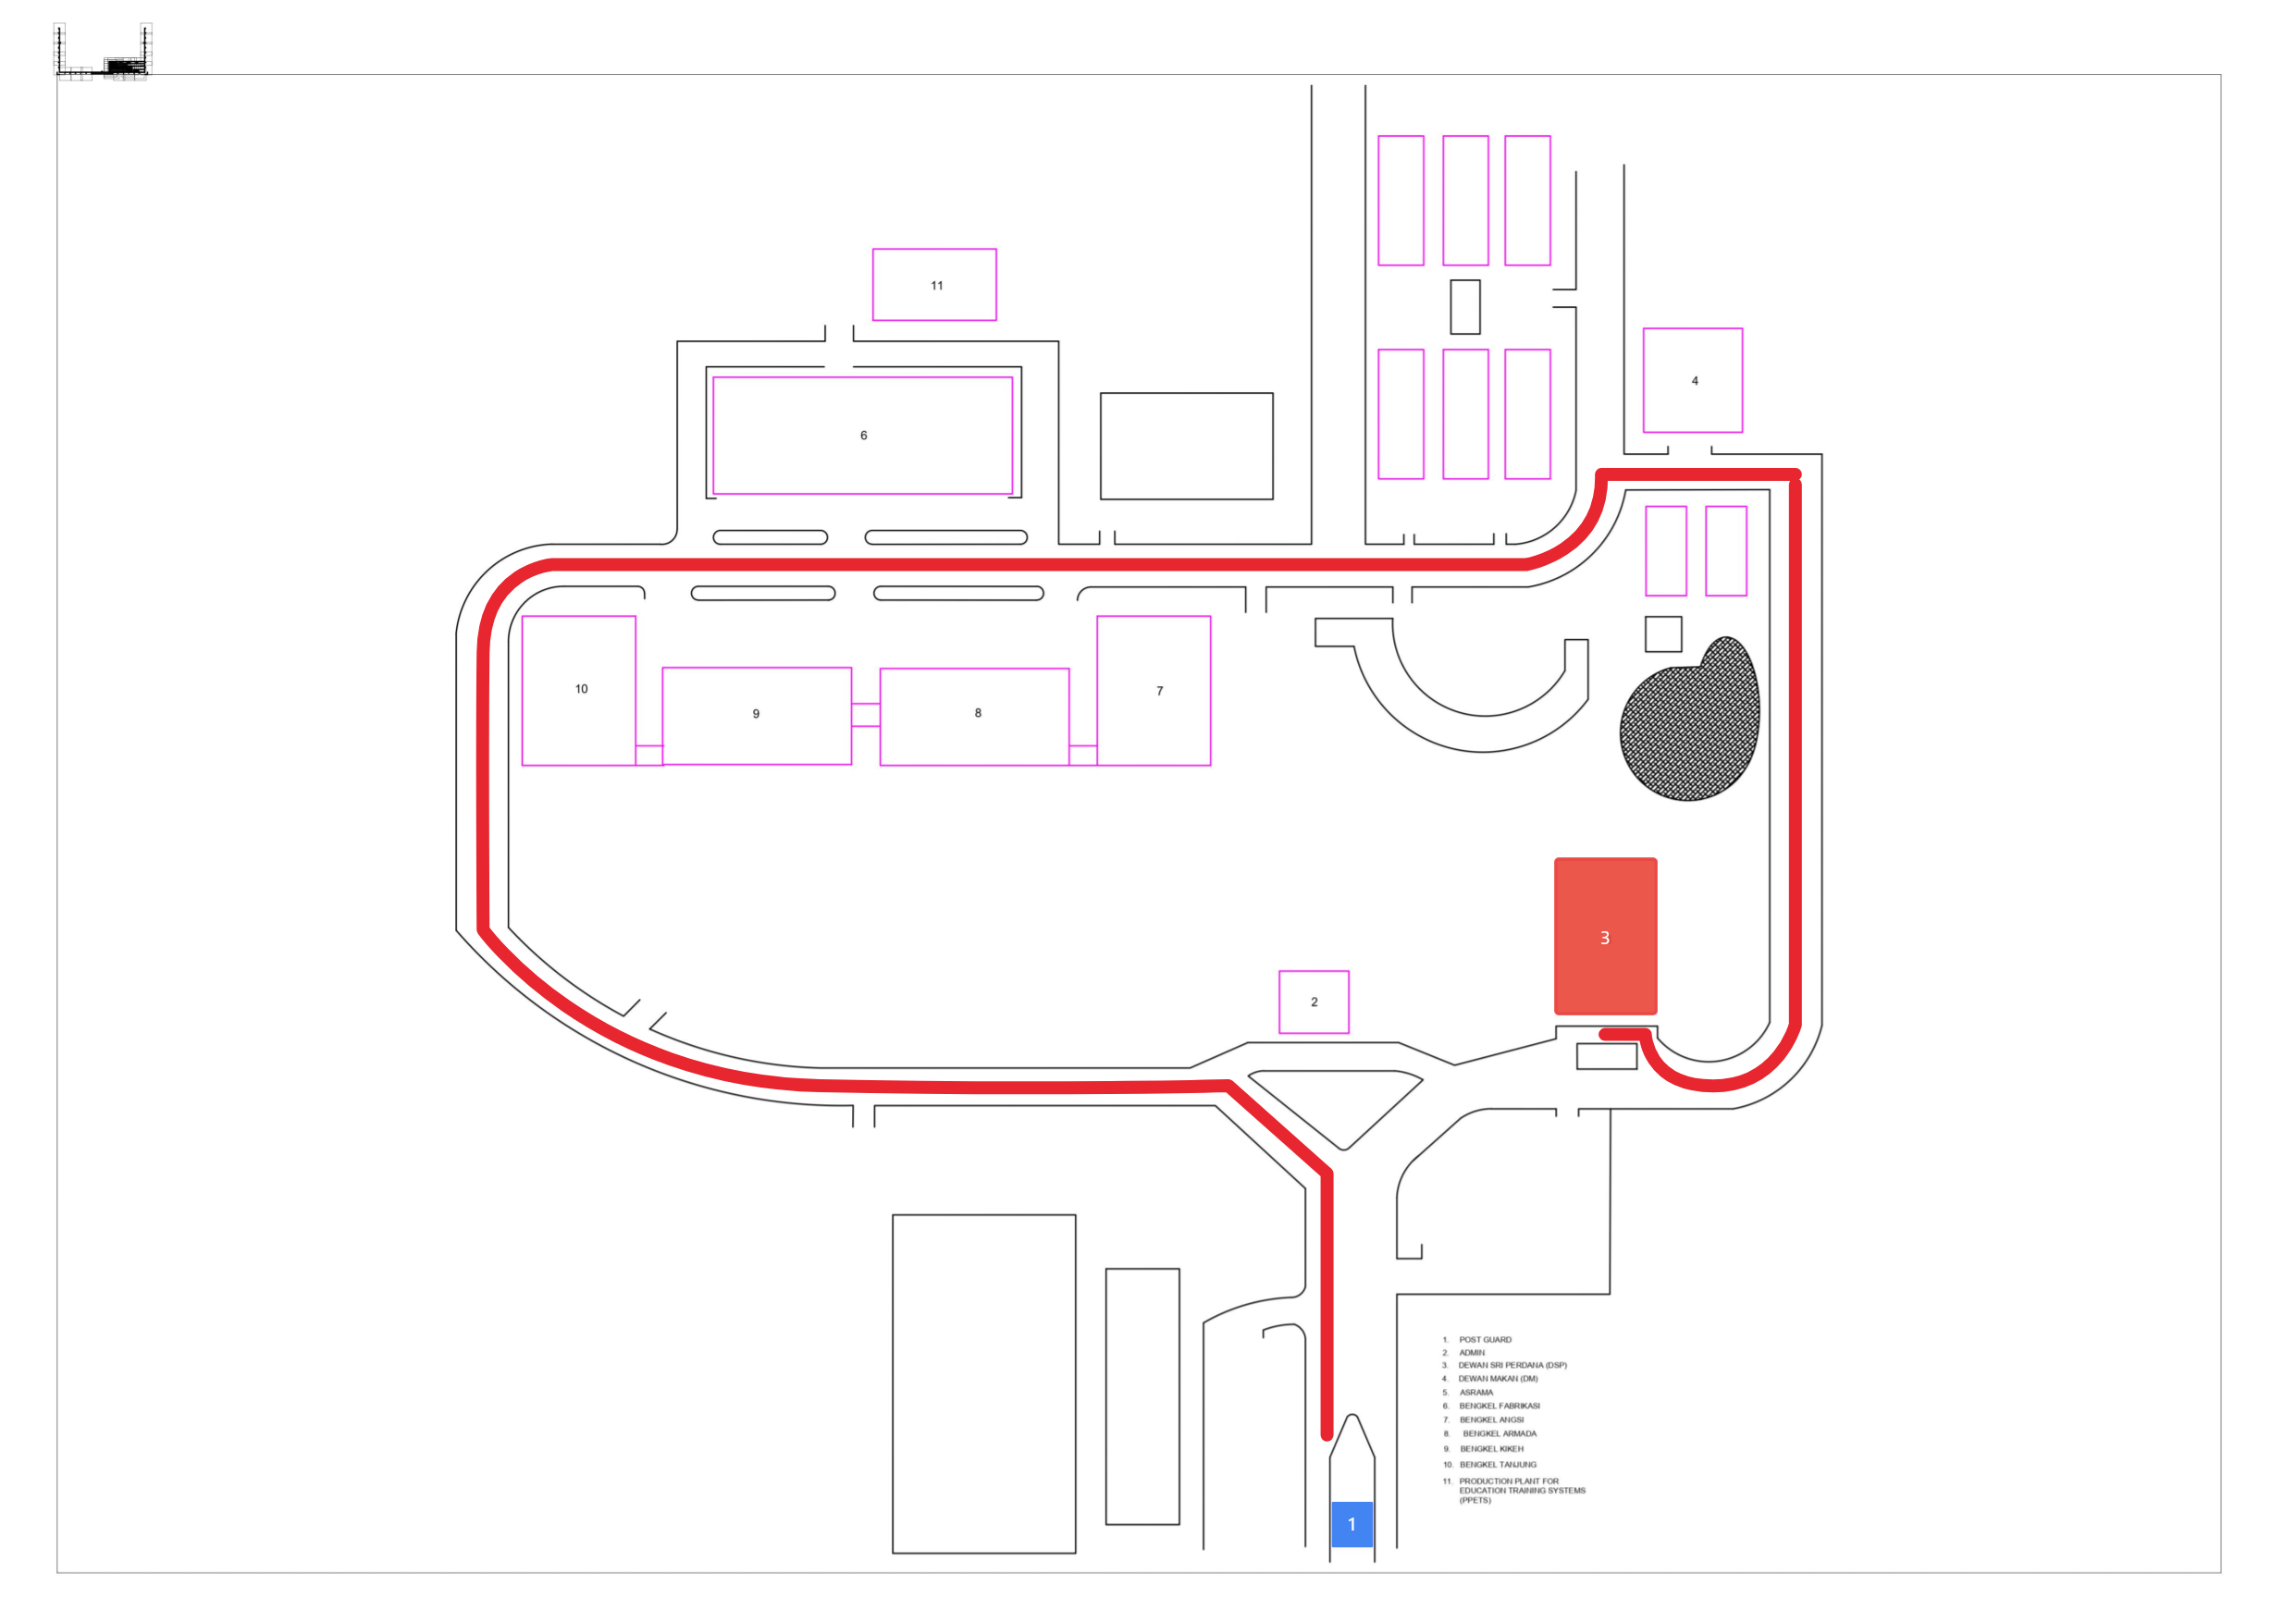 11
4
6
10
9
8
7
3
2
1. POST GUARD
2. ADMIN
3. DEWAN SRI PERDANA (DSP)
4. DEWAN MAKAN (DM)
5. ASRAMA
6. BENGKEL FABRIKASI
7. BENGKEL ANGSI
8. BENGKEL ARMADA
9. BENGKEL KIKEH
10. BENGKEL TANJUNG
11. PRODUCTION PLANT FOR
EDUCATION TRAINING SYSTEMS
(PPETS)
1